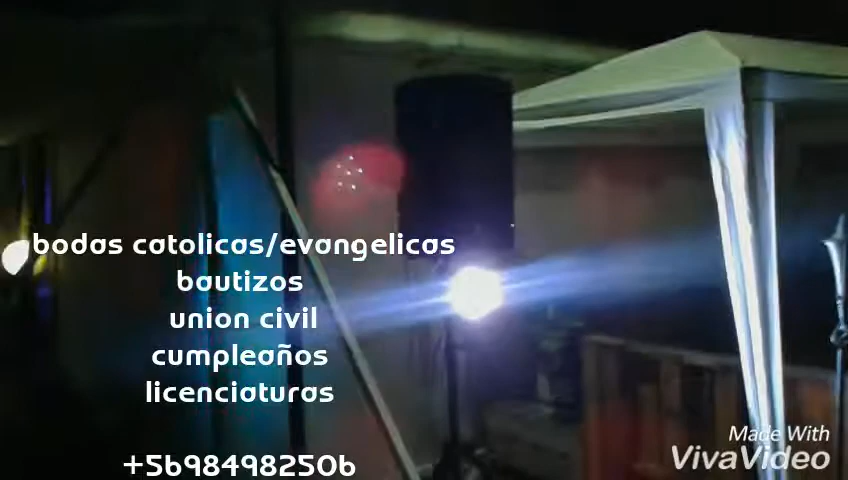 bodas catolicas/evangelicas
bautizos
union civil
cumpleaños
licenciaturas
+56984982506
Made With
VivaVideo